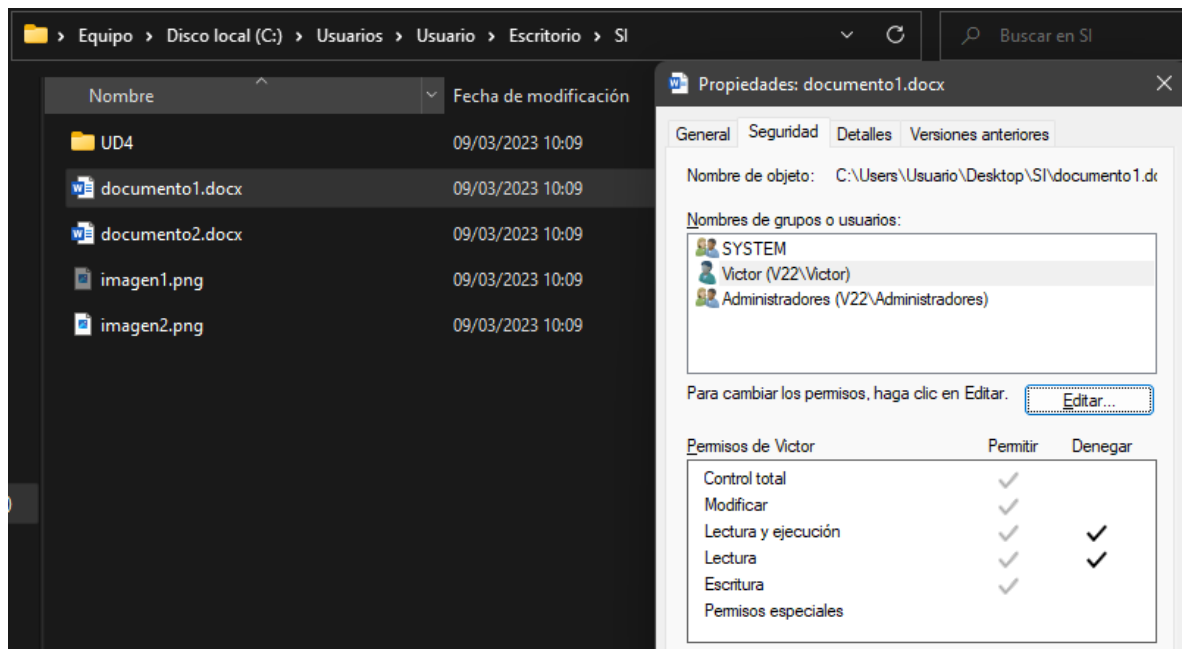 Equipo > Disco local (C:) > Usuarios > Usuario > Escritorio > SI
Buscar en SI
Nombre
Fecha de modificación
UD4
09/03/2023 10:09
documento1.docx
09/03/2023 10:09
documento2.docx
09/03/2023 10:09
imagen1.png
09/03/2023 10:09
imagen2.png
09/03/2023 10:09
Propiedades: documento1.docx
General Seguridad Detalles Versiones anteriores
Nombre de objeto: C:\Users\Usuario\Desktop\SI\documento1.do
Nombres de grupos o usuarios:
SYSTEM
Victor (V22\Victor)
Administradores (V22\Administradores)
Para cambiar los permisos, haga clic en Editar.
Editar...
Permisos de Victor Permitir Denegar
Control total
Modificar
Lectura y ejecución
Lectura
Escritura
Permisos especiales